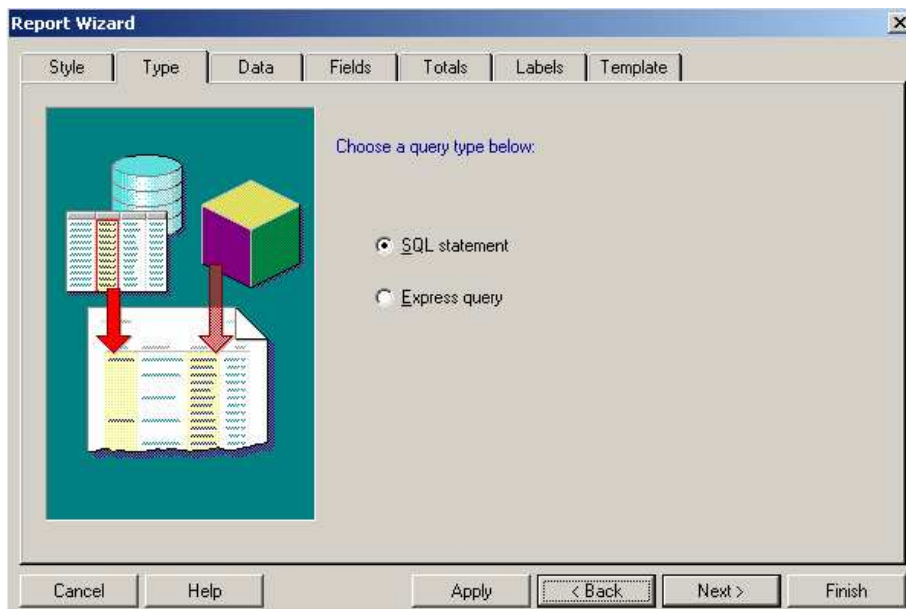 Report Wizard
Style Type Data Fields Totals Labels Template
Choose a query type below:
SQL statement
Express query
Cancel Help Apply < Back Next > Finish